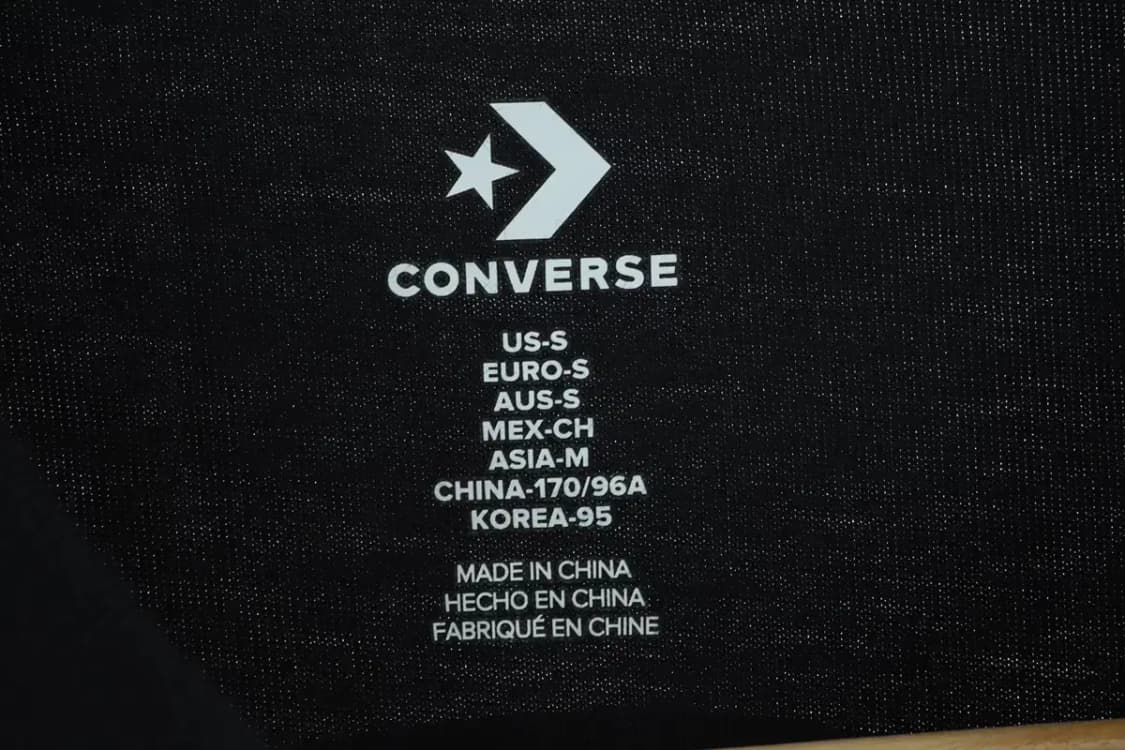 CONVERSE
US-S
EURO-S
AUS-S
MEX-CH
ASIA-M
CHINA-170/96A
KOREA-95
MADE IN CHINA
HECHO EN CHINA
FABRIQUÉ EN CHINE